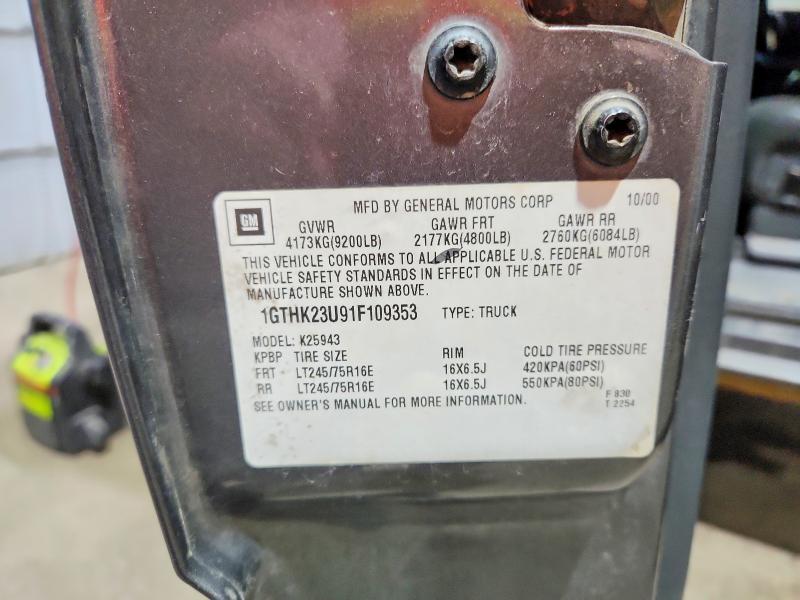 GM
MFD BY GENERAL MOTORS CORP 10/00
GVWR GAWR FRT GAWR RR
4173KG(9200LB) 2177KG(4800LB) 2760KG(6084LB)
THIS VEHICLE CONFORMS TO ALL APPLICABLE U.S. FEDERAL MOTOR
VEHICLE SAFETY STANDARDS IN EFFECT ON THE DATE OF
MANUFACTURE SHOWN ABOVE.
1GTHK23U91F109353 TYPE: TRUCK
MODEL: K25943
KPBP TIRE SIZE RIM COLD TIRE PRESSURE
FRT LT245/75R16E 16X6.5J 420KPA(60PSI)
RR LT245/75R16E 16X6.5J 550KPA(80PSI)
SEE OWNER'S MANUAL FOR MORE INFORMATION.
F 830
T 2254